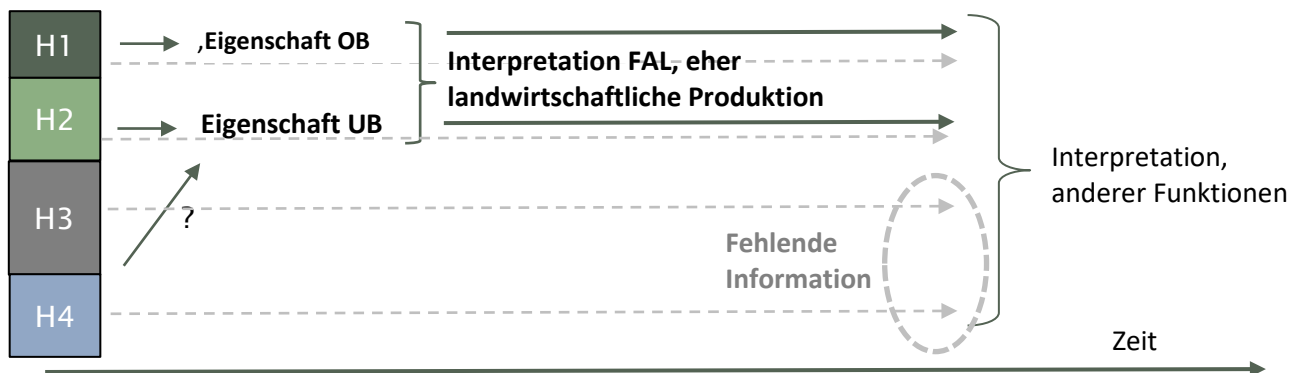 H1
,Eigenschaft OB
Interpretation FAL, eher
landwirtschaftliche Produktion
H2
Eigenschaft UB
H3
?
Fehlende
Information
H4
Interpretation,
anderer Funktionen
Zeit